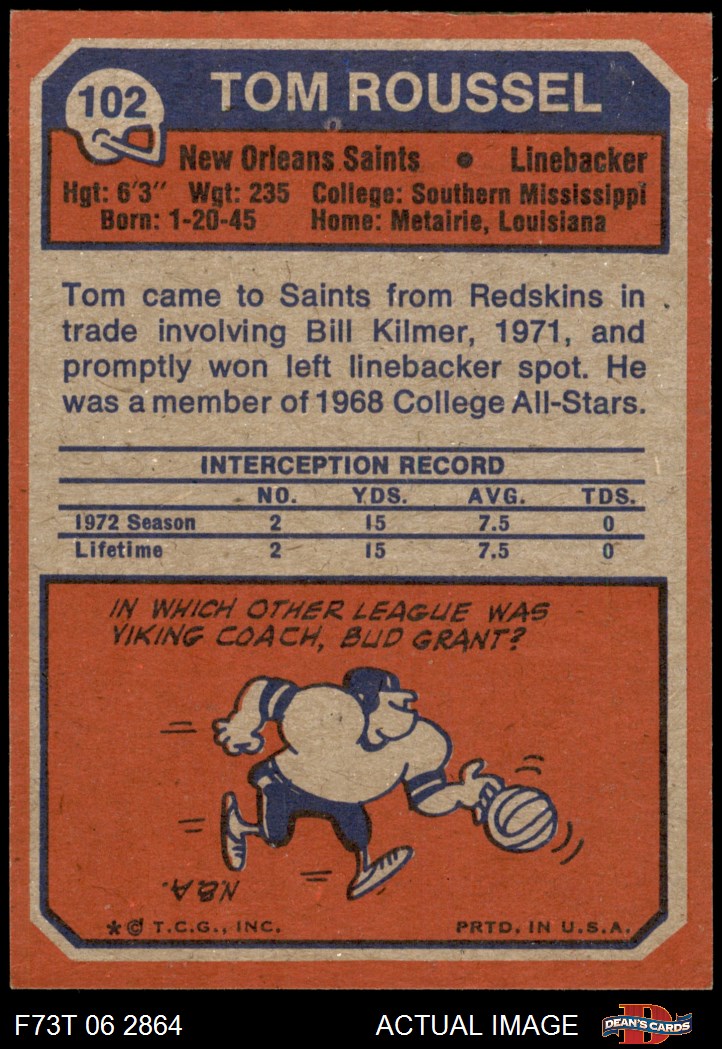 102
TOM ROUSSEL
New Orleans Saints • Linebacker
Hgt: 6'3" Wgt: 235 College: Southern Mississippi
Born: 1-20-45 Home: Metairie, Louisiana
Tom came to Saints from Redskins in
trade involving Bill Kilmer, 1971, and
promptly won left linebacker spot. He
was a member of 1968 College All-Stars.
INTERCEPTION RECORD
NO. YDS. AVG. TDS.
1972 Season 2 15 7.5 0
Lifetime 2 15 7.5 0
IN WHICH OTHER LEAGUE WAS
VIKING COACH, BUD GRANT?
N.B.A.
* © T.C.G., INC. PRTD. IN U.S.A.
F73T 06 2864 ACTUAL IMAGE D DEAN'S CARDS